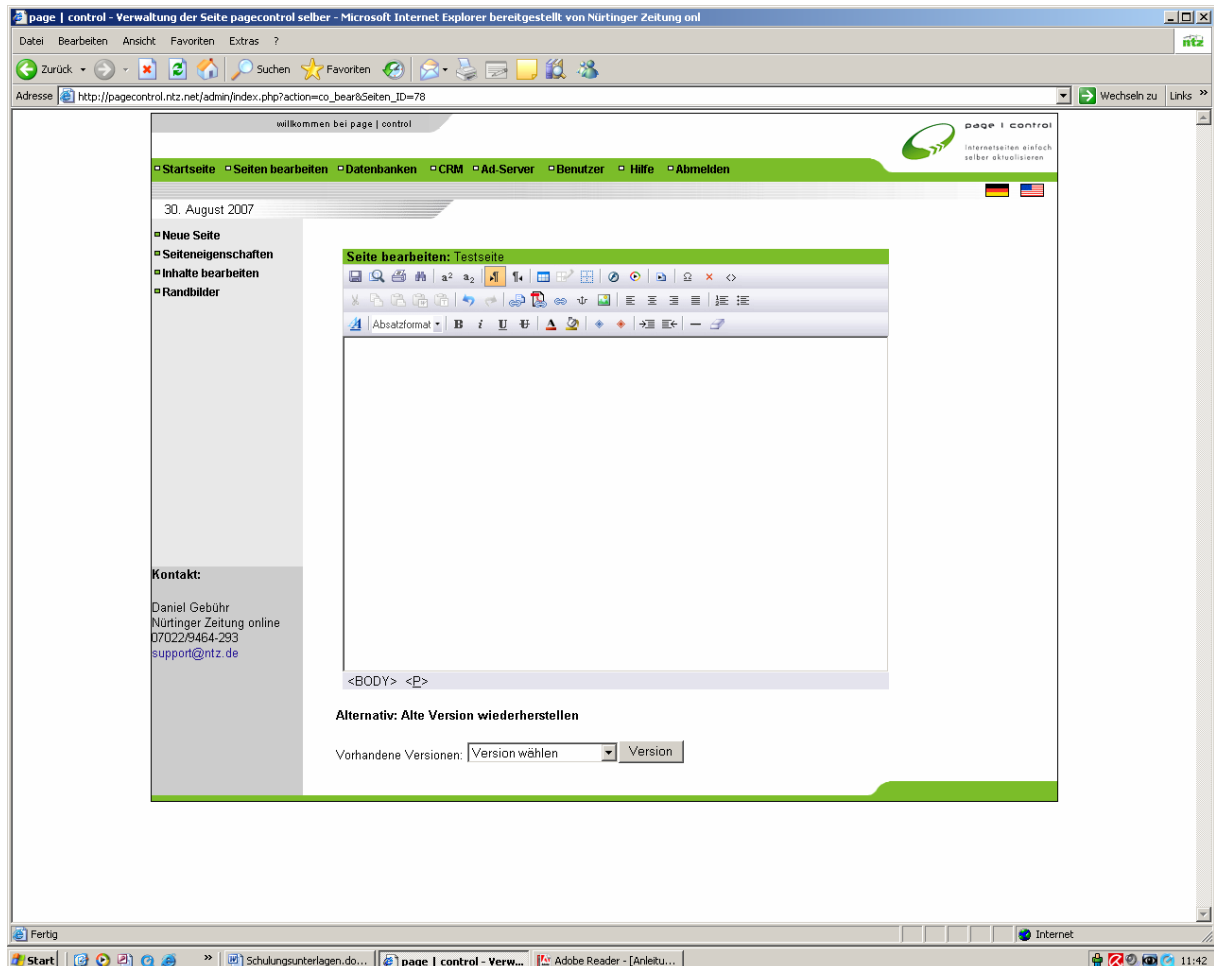 page | control - Verwaltung der Seite pagecontrol selber - Microsoft Internet Explorer bereitgestellt von Nürtinger Zeitung onl
Datei Bearbeiten Ansicht Favoriten Extras ?
ntz
Zurück Suchen Favoriten
Adresse http://pagecontrol.ntz.net/admin/index.php?action=co_bear&Seiten_ID=78 Wechseln zu Links »
willkommen bei page | control
page | control
Internetseiten einfach
selber aktualisieren
Startseite Seiten bearbeiten Datenbanken CRM Ad-Server Benutzer Hilfe Abmelden
30. August 2007
Neue Seite
Seiteneigenschaften
Inhalte bearbeiten
Randbilder
Seite bearbeiten: Testseite
a² a₂ ¶ ¶ Ω × <>
Absatzformat B i U U A
<BODY> <P>
Kontakt:
Daniel Gebühr
Nürtinger Zeitung online
07022/9464-293
support@ntz.de
Alternativ: Alte Version wiederherstellen
Vorhandene Versionen: Version wählen Version
Fertig Internet
Start » Schulungsunterlagen.do... page | control - Verw... Adobe Reader - [Anleitu... 11:42